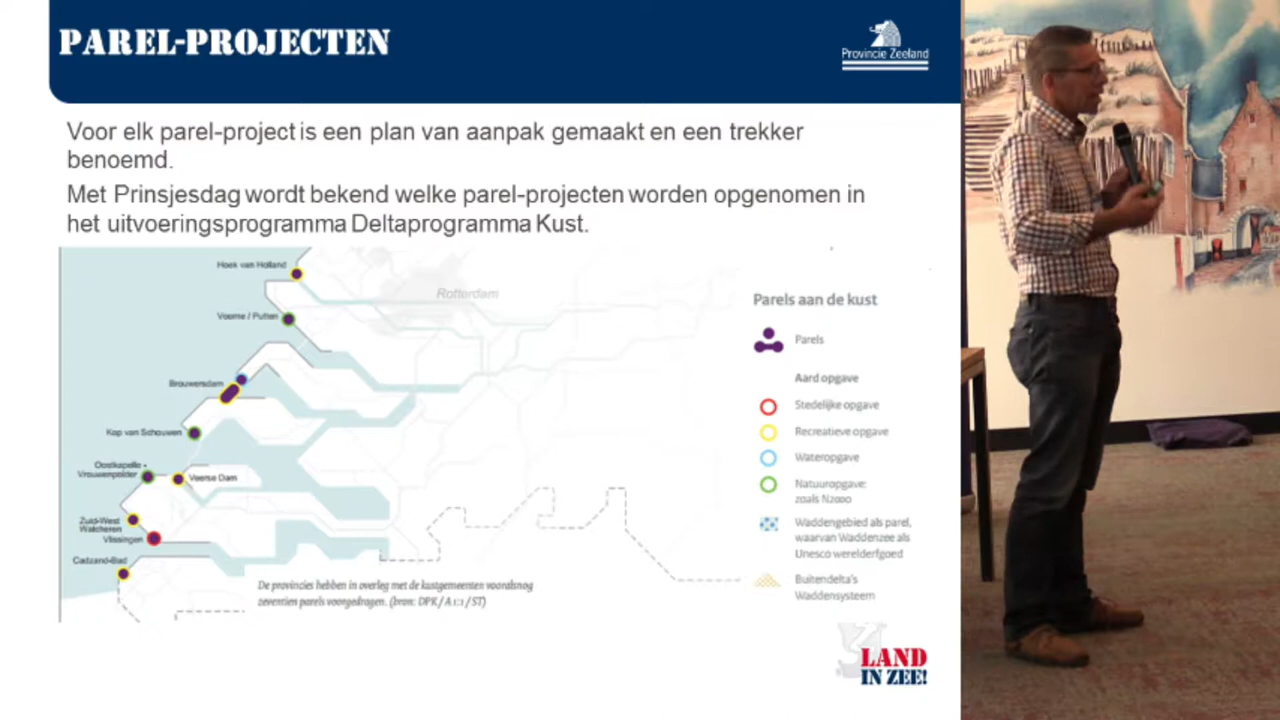 PAREL-PROJECTEN
Provincie Zeeland
Voor elk parel-project is een plan van aanpak gemaakt en een trekker
benoemd.
Met Prinsjesdag wordt bekend welke parel-projecten worden opgenomen in
het uitvoeringsprogramma Deltaprogramma Kust.
Hoek van Holland
Rotterdam
Voorne / Putten
Brouwersdam
Kop van Schouwen
Oostkapelle -
Vrouwenpolder
Veerse Dam
Zuid-West
Walcheren
Vlissingen
Cadzand-Bad
De provincies hebben in overleg met de kustgemeenten vooralsnog
zeventien parels voorgedragen. (bron: DPK / A 1:1 / ST)
Parels aan de kust
Parels
Aard opgave
Stedelijke opgave
Recreatieve opgave
Wateropgave
Natuuropgave:
zoals N2000
Waddengebied als parel,
waarvan Waddenzee als
Unesco werelderfgoed
Buitendelta's
Waddensysteem
LAND
IN ZEE!